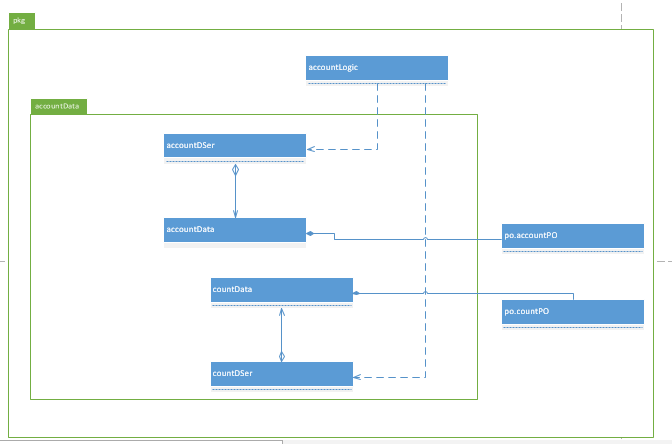 pkg
accountLogic
accountData
accountDSer
accountData
po.accountPO
countData
po.countPO
countDSer